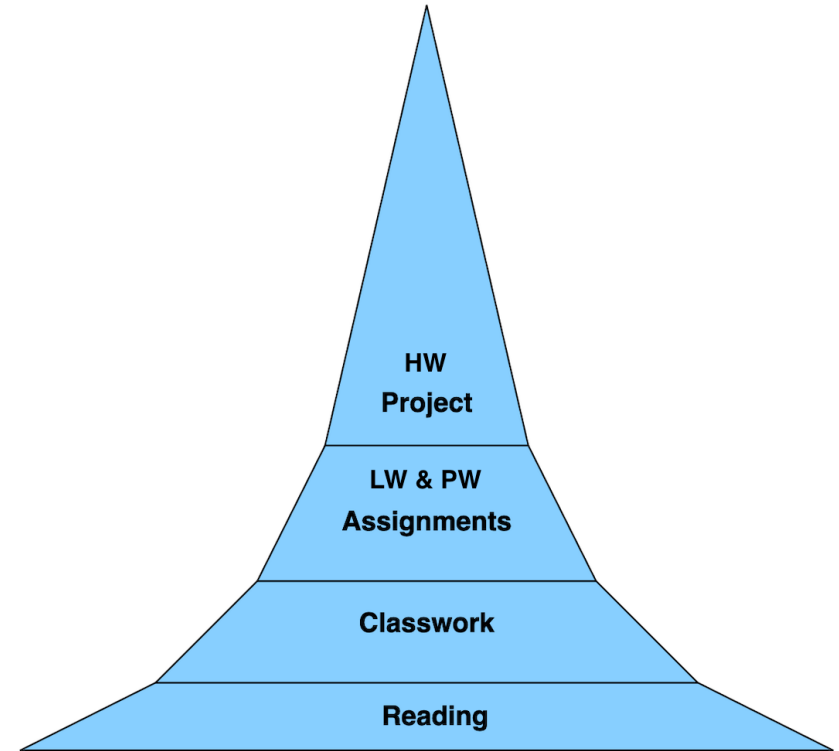 HW
Project
LW & PW
Assignments
Classwork
Reading